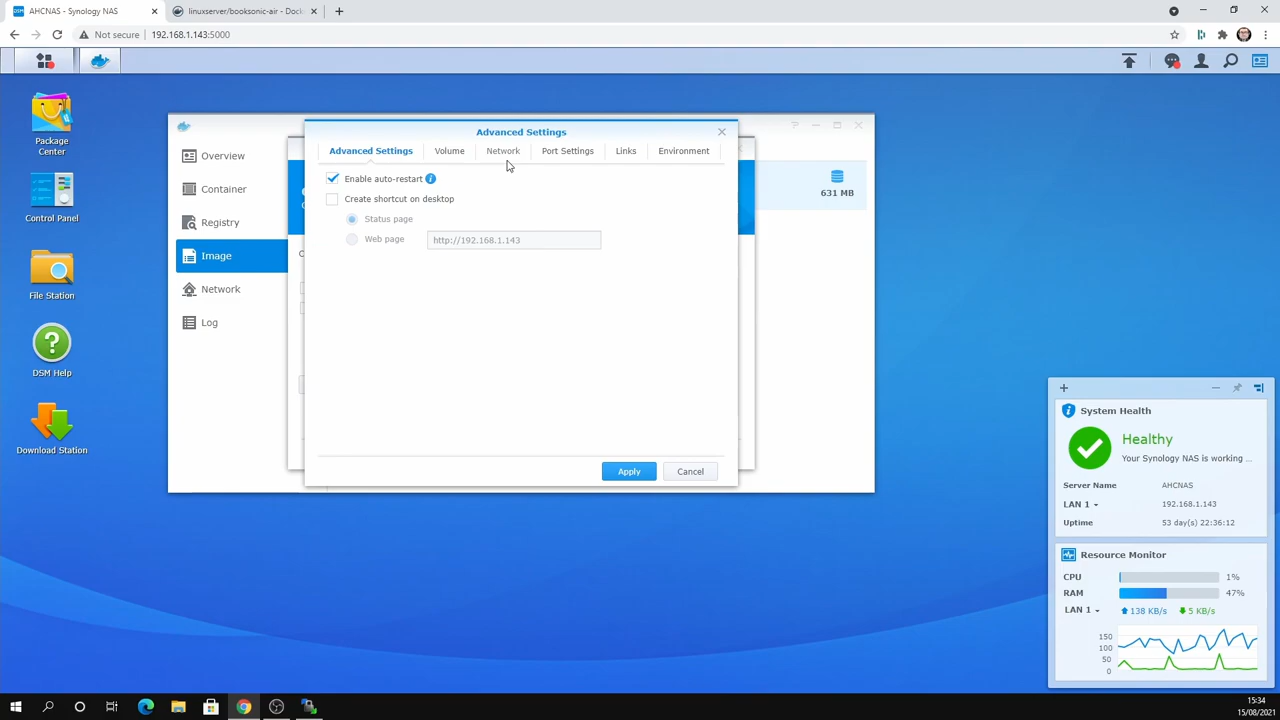 AHCNAS - Synology NAS
linuxserver/booksonic-air - Dock
Not secure
192.168.1.143:5000
Package
Center
Control Panel
File Station
DSM Help
Download Station
Overview
Container
Registry
Image
Network
Log
631 MB
Advanced Settings
Advanced Settings
Volume
Network
Port Settings
Links
Environment
Enable auto-restart
Create shortcut on desktop
Status page
Web page
http://192.168.1.143
Apply
Cancel
System Health
Healthy
Your Synology NAS is working ...
Server Name
AHCNAS
LAN 1
192.168.1.143
Uptime
53 day(s) 22:36:12
Resource Monitor
CPU
1%
RAM
47%
LAN 1
138 KB/s
5 KB/s
150
100
50
0
15:34
15/08/2021